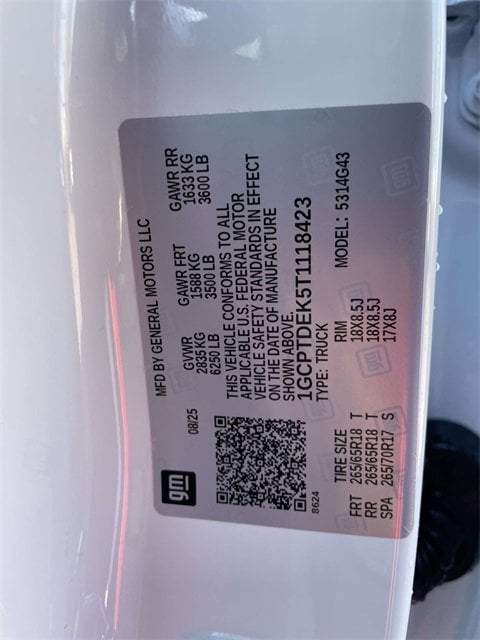 gm
MFD BY GENERAL MOTORS LLC
08/25 GVWR GAWR FRT GAWR RR
2835KG 1588 KG 1633 KG
6250 LB 3500 LB 3600 LB
THIS VEHICLE CONFORMS TO ALL
APPLICABLE U.S. FEDERAL MOTOR
VEHICLE SAFETY STANDARDS IN EFFECT
ON THE DATE OF MANUFACTURE
SHOWN ABOVE.
1GCPTDEK5T1118423
8624 TYPE: TRUCK MODEL: 5314G43
TIRE SIZE RIM
FRT 265/65R18 T 18X8.5J
RR 265/65R18 T 18X8.5J
SPA 265/70R17 S 17X8J